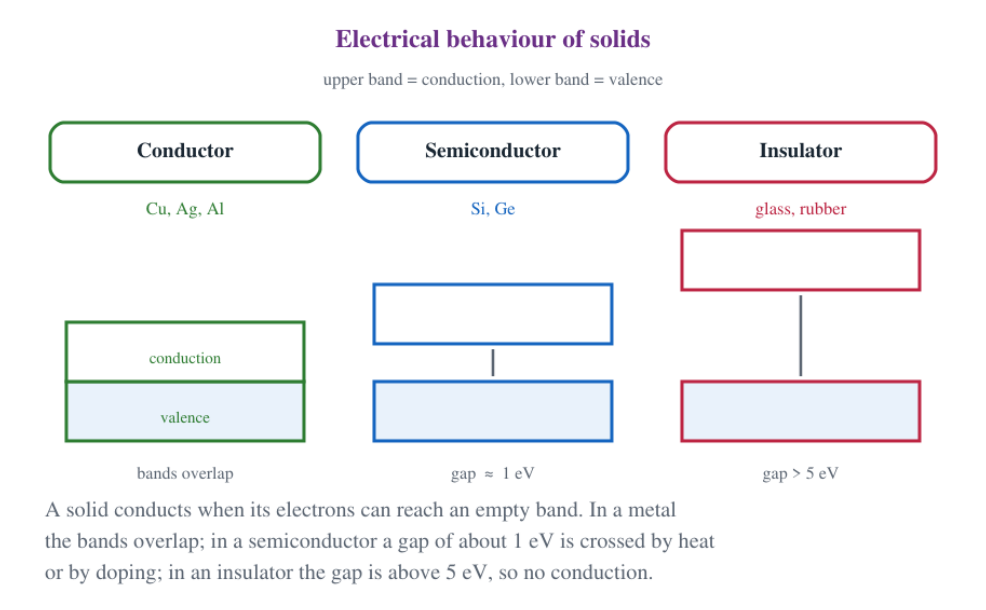 Electrical behaviour of solids
upper band = conduction, lower band = valence
Conductor
Semiconductor
Insulator
Cu, Ag, Al
Si, Ge
glass, rubber
conduction
valence
bands overlap
gap ≈ 1 eV
gap > 5 eV
A solid conducts when its electrons can reach an empty band. In a metal
the bands overlap; in a semiconductor a gap of about 1 eV is crossed by heat
or by doping; in an insulator the gap is above 5 eV, so no conduction.